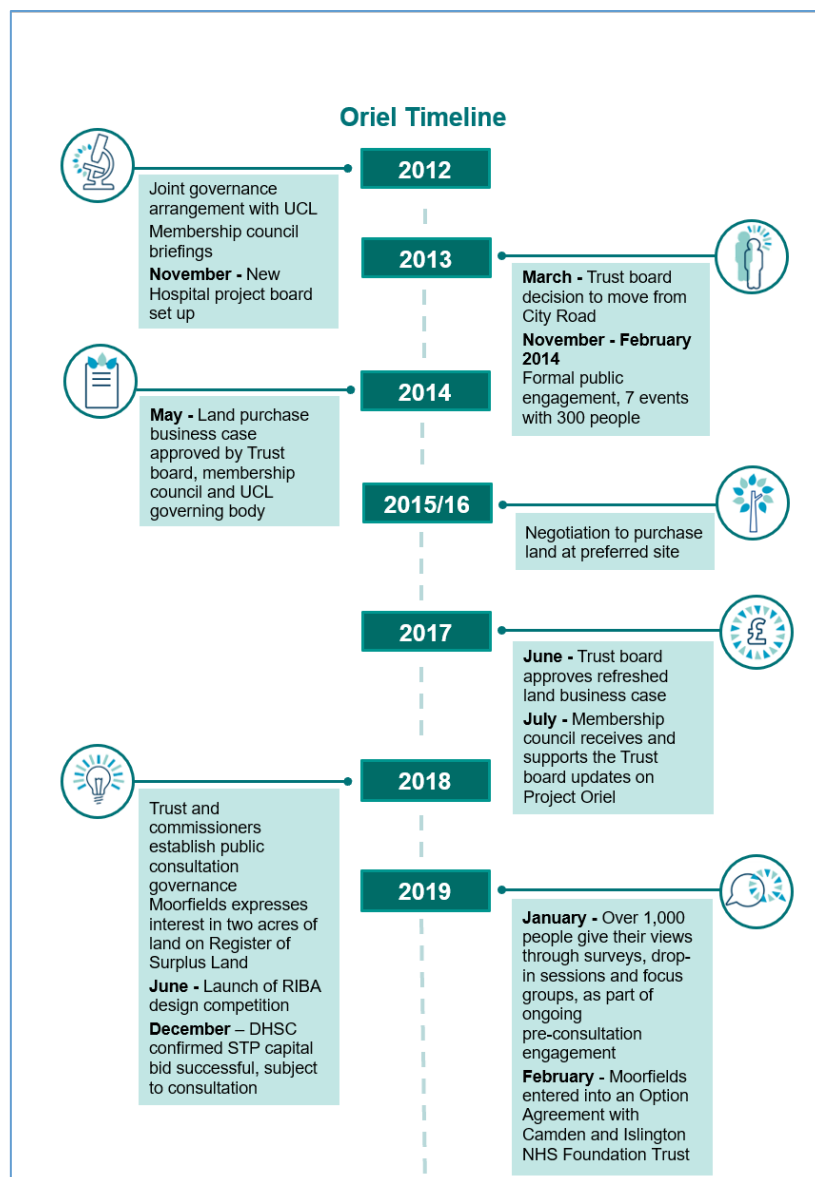 Oriel Timeline
2012
Joint governance
arrangement with UCL
Membership council
briefings
November - New
Hospital project board
set up
2013
March - Trust board
decision to move from
City Road
November - February
2014
Formal public
engagement, 7 events
with 300 people
2014
May - Land purchase
business case
approved by Trust
board, membership
council and UCL
governing body
2015/16
Negotiation to purchase
land at preferred site
2017
£
June - Trust board
approves refreshed
land business case
July - Membership
council receives and
supports the Trust
board updates on
Project Oriel
2018
Trust and
commissioners
establish public
consultation
governance
Moorfields expresses
interest in two acres of
land on Register of
Surplus Land
June - Launch of RIBA
design competition
December – DHSC
confirmed STP capital
bid successful, subject
to consultation
2019
January - Over 1,000
people give their views
through surveys, drop-
in sessions and focus
groups, as part of
ongoing
pre-consultation
engagement
February - Moorfields
entered into an Option
Agreement with
Camden and Islington
NHS Foundation Trust